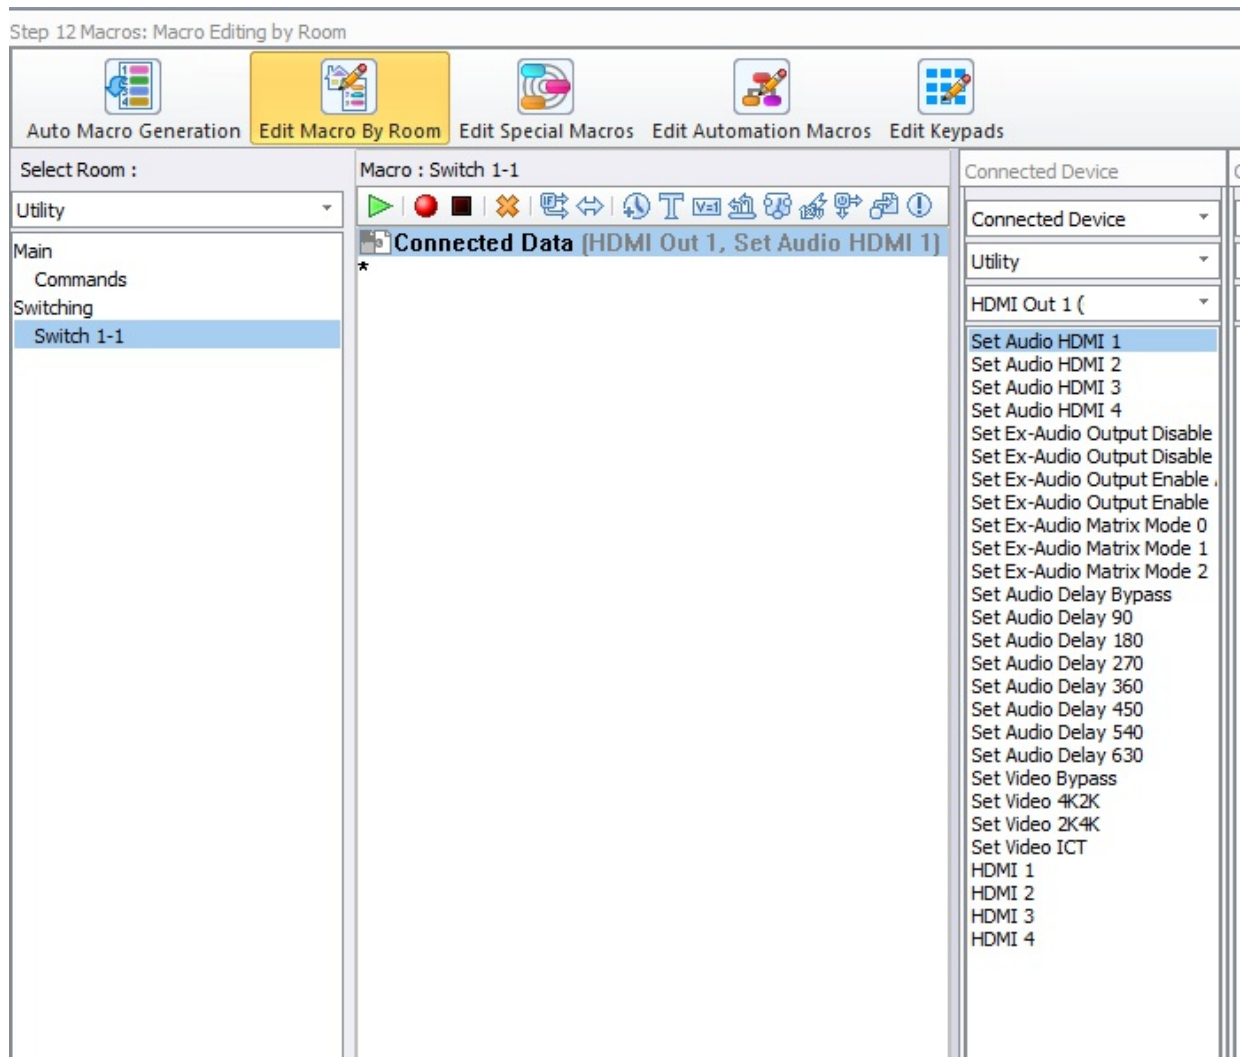 Step 12 Macros: Macro Editing by Room
Auto Macro Generation
Edit Macro By Room
Edit Special Macros
Edit Automation Macros
Edit Keypads
Select Room :
Utility
Main
Commands
Switching
Switch 1-1
Macro : Switch 1-1
Connected Data (HDMI Out 1, Set Audio HDMI 1)
*
Connected Device
Connected Device
Utility
HDMI Out 1 (
Set Audio HDMI 1
Set Audio HDMI 2
Set Audio HDMI 3
Set Audio HDMI 4
Set Ex-Audio Output Disable
Set Ex-Audio Output Disable
Set Ex-Audio Output Enable
Set Ex-Audio Output Enable
Set Ex-Audio Matrix Mode 0
Set Ex-Audio Matrix Mode 1
Set Ex-Audio Matrix Mode 2
Set Audio Delay Bypass
Set Audio Delay 90
Set Audio Delay 180
Set Audio Delay 270
Set Audio Delay 360
Set Audio Delay 450
Set Audio Delay 540
Set Audio Delay 630
Set Video Bypass
Set Video 4K2K
Set Video 2K4K
Set Video ICT
HDMI 1
HDMI 2
HDMI 3
HDMI 4